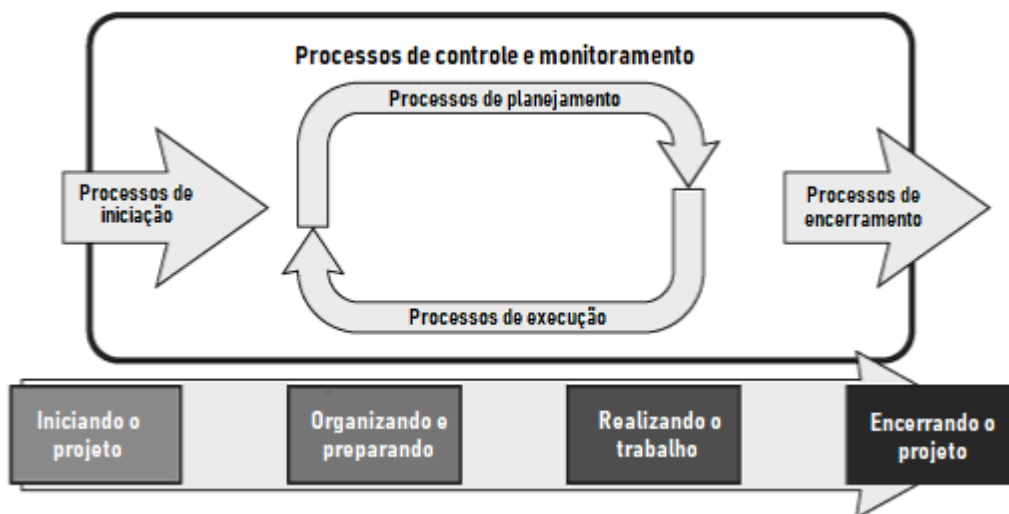 Processos de controle e monitoramento
Processos de planejamento
Processos de
iniciação
Processos de
encerramento
Processos de execução
Iniciando o
projeto
Organizando e
preparando
Realizando o
trabalho
Encerrando o
projeto